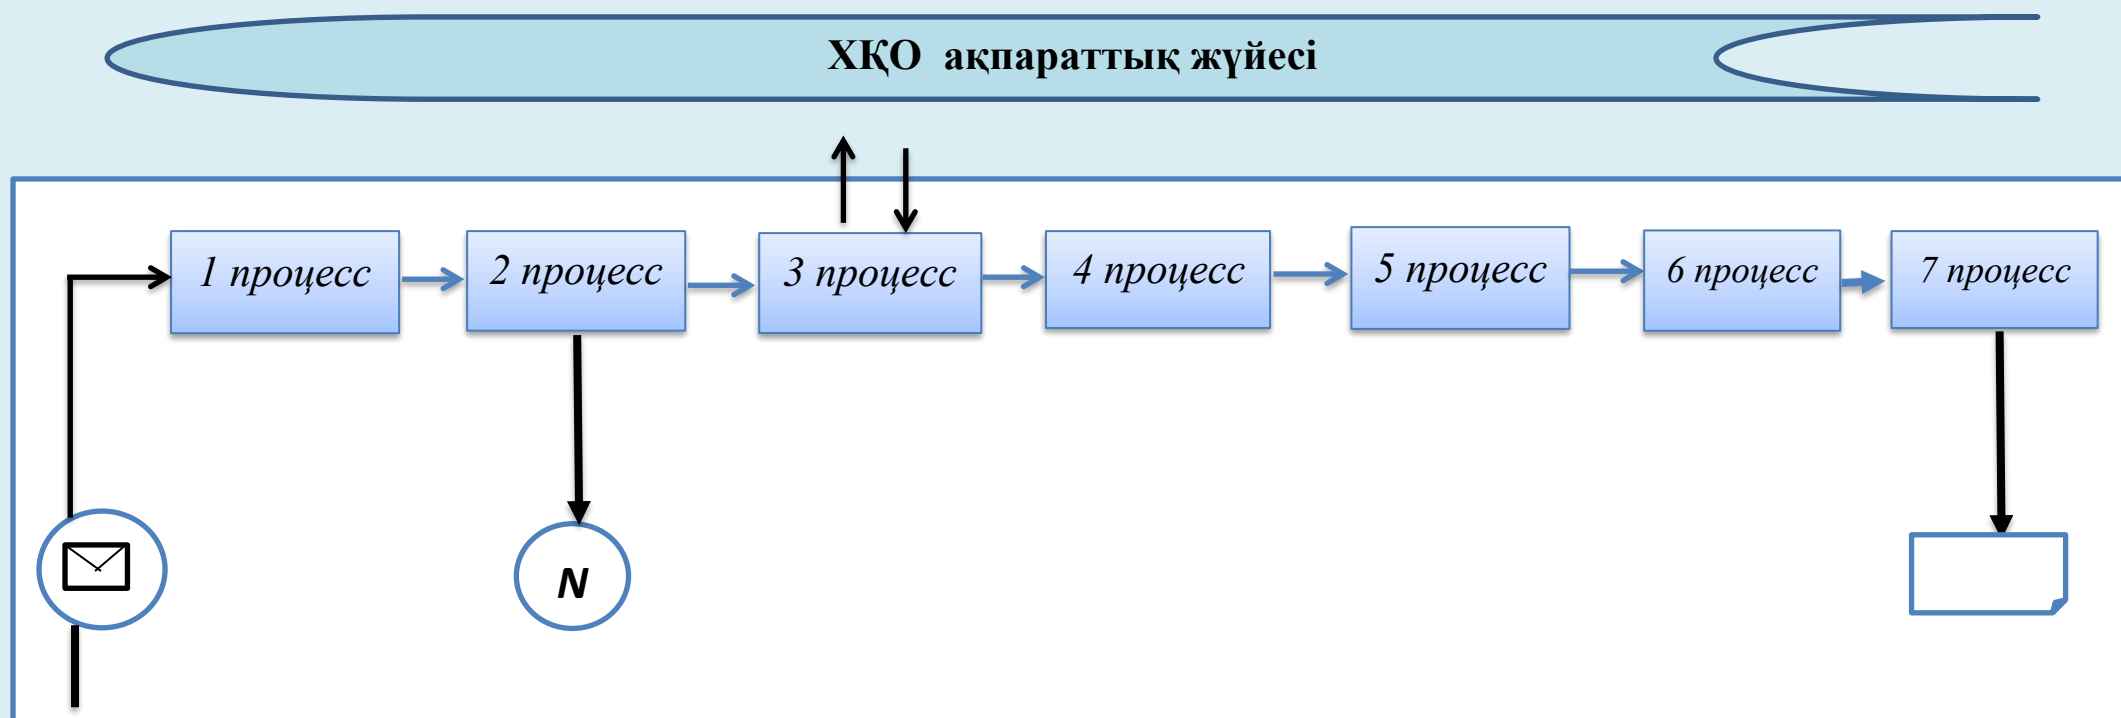 ХҚО ақпараттық жүйесі
1 процесс
2 процесс
3 процесс
4 процесс
5 процесс
6 процесс
7 процесс
N